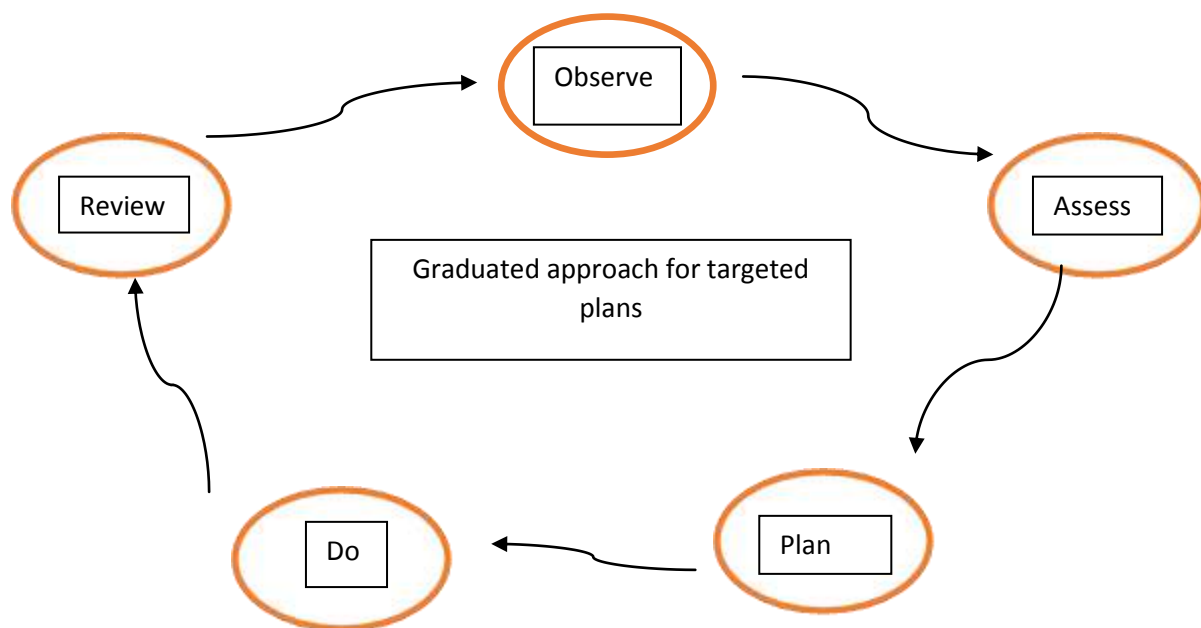 Observe
Review
Assess
Graduated approach for targeted
plans
Do
Plan